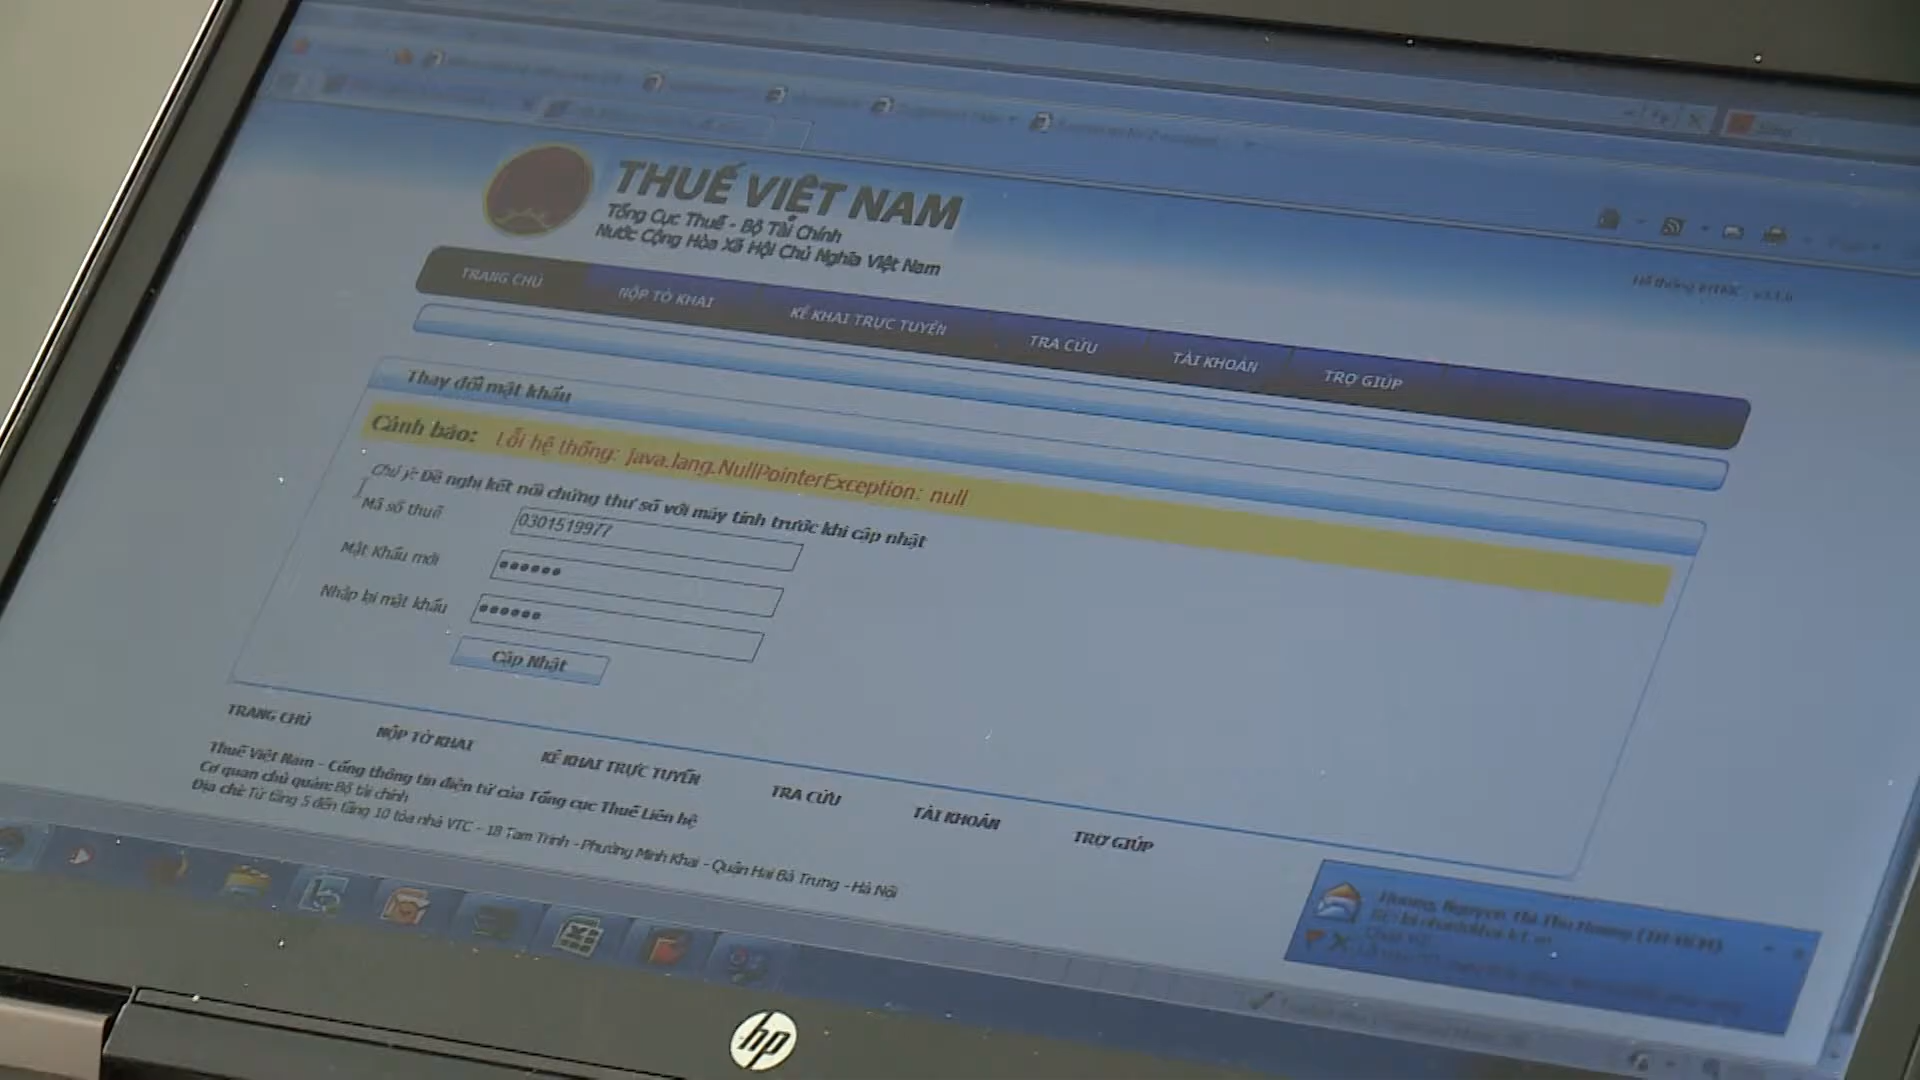 THUẾ VIỆT NAM
Tổng Cục Thuế - Bộ Tài Chính
Nước Cộng Hòa Xã Hội Chủ Nghĩa Việt Nam
TRANG CHỦ NỘP TỜ KHAI KÊ KHAI TRỰC TUYẾN TRA CỨU TÀI KHOẢN TRỢ GIÚP
Thay đổi mật khẩu
Cảnh báo: Lỗi hệ thống: java.lang.NullPointerException: null
Chú ý: Đề nghị kết nối chứng thư số với máy tính trước khi cập nhật
Mã số thuế 0301519977
Mật Khẩu mới
Nhập lại mật khẩu
Cập Nhật
TRANG CHỦ NỘP TỜ KHAI KÊ KHAI TRỰC TUYẾN TRA CỨU TÀI KHOẢN TRỢ GIÚP
Thuế Việt Nam - Cổng thông tin điện tử của Tổng cục Thuế Liên hệ
Cơ quan chủ quản: Bộ tài chính
Địa chỉ: Từ tầng 5 đến tầng 10 tòa nhà VTC - 18 Tam Trinh - Phường Minh Khai - Quận Hai Bà Trưng - Hà Nội
hp